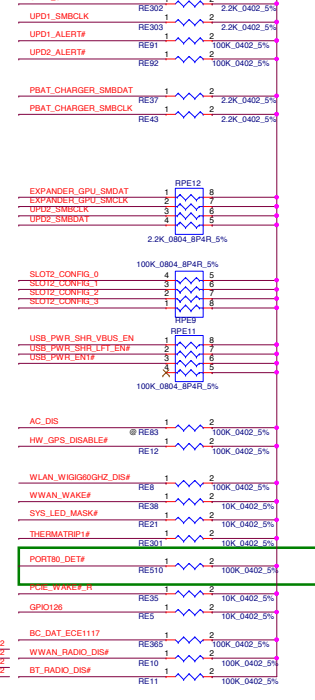 RE302 2.2K_0402_5%
UPD1_SMBCLK 1 2
RE303 2.2K_0402_5%
UPD1_ALERT# 1 2
RE91 100K_0402_5%
UPD2_ALERT# 1 2
RE92 100K_0402_5%
PBAT_CHARGER_SMBDAT 1 2
RE37 2.2K_0402_5%
PBAT_CHARGER_SMBCLK 1 2
RE43 2.2K_0402_5%
RPE12
EXPANDER_GPU_SMDAT 1 8
EXPANDER_GPU_SMCLK 2 7
UPD2_SMBCLK 3 6
UPD2_SMBDAT 4 5
2.2K_0804_8P4R_5%
100K_0804_8P4R_5%
SLOT2_CONFIG_0 4 5
SLOT2_CONFIG_1 3 6
SLOT2_CONFIG_2 2 7
SLOT2_CONFIG_3 1 8
RPE9
RPE11
USB_PWR_SHR_VBUS_EN 1 8
USB_PWR_SHR_LFT_EN# 2 7
USB_PWR_EN1# 3 6
4 5
100K_0804_8P4R_5%
AC_DIS 1 2
@ RE83 100K_0402_5%
HW_GPS_DISABLE# 1 2
RE12 100K_0402_5%
WLAN_WIGIG60GHZ_DIS# 1 2
RE8 100K_0402_5%
WWAN_WAKE# 1 2
RE38 10K_0402_5%
SYS_LED_MASK# 1 2
RE21 10K_0402_5%
THERMATRIP1# 1 2
RE301 10K_0402_5%
PORT80_DET# 1 2
RE510 100K_0402_5%
PCIE_WAKE#_R 1 2
RE35 10K_0402_5%
GPIO126 1 2
RE5 10K_0402_5%
BC_DAT_ECE1117 1 2
2 RE365 100K_0402_5%
2 WWAN_RADIO_DIS# 1 2
2 RE10 100K_0402_5%
2 BT_RADIO_DIS# 1 2
RE11 100K_0402_5%